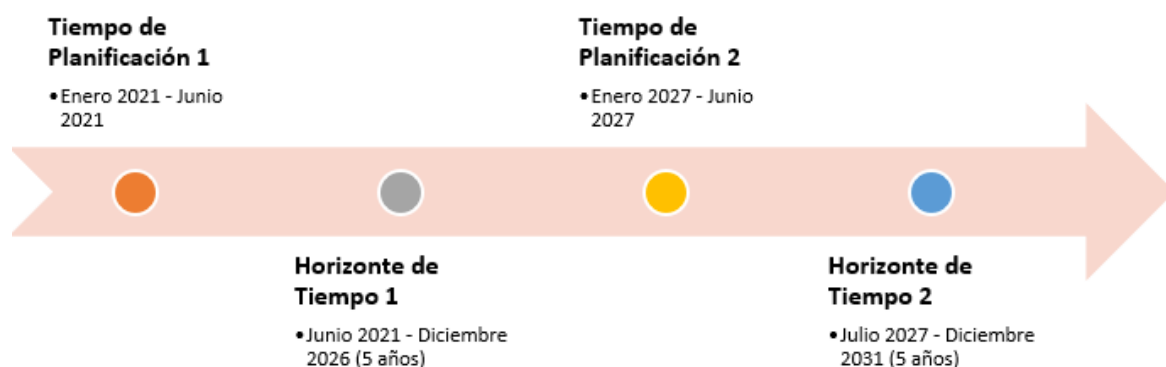 Tiempo de
Planificación 1
•Enero 2021 - Junio
2021
Tiempo de
Planificación 2
•Enero 2027 - Junio
2027
Horizonte de
Tiempo 1
•Junio 2021 - Diciembre
2026 (5 años)
Horizonte de
Tiempo 2
•Julio 2027 - Diciembre
2031 (5 años)